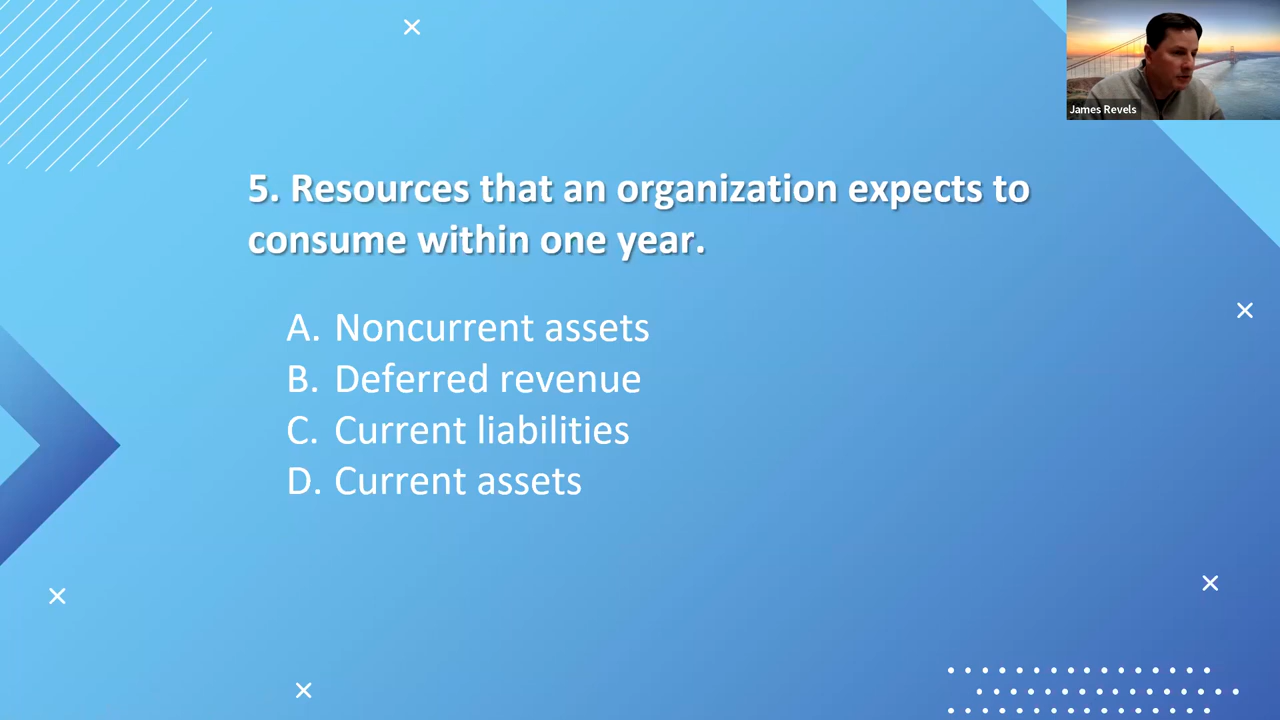 James Revels
5. Resources that an organization expects to
consume within one year.
A. Noncurrent assets
B. Deferred revenue
C. Current liabilities
D. Current assets